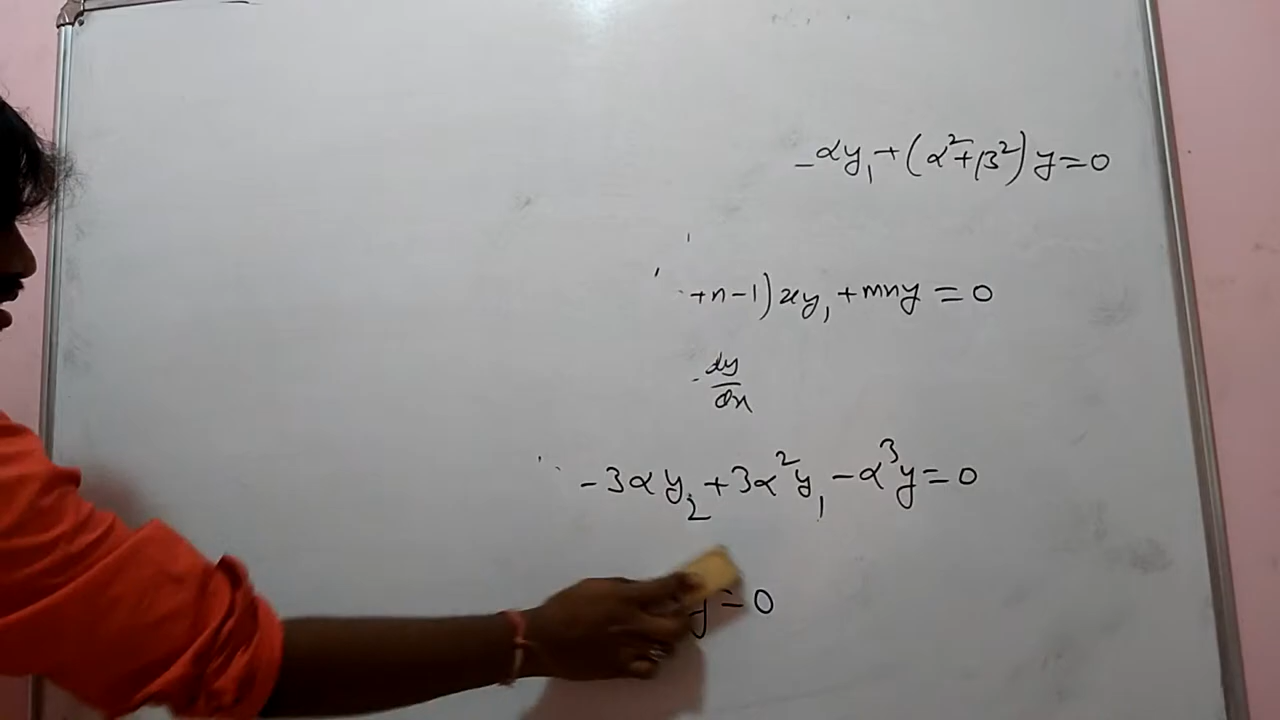 -αy₁+(α²+β²)y=0
+n-1)xy₁+mny=0
dy/dx
-3αy₂+3α²y₁-α³y=0
y=0